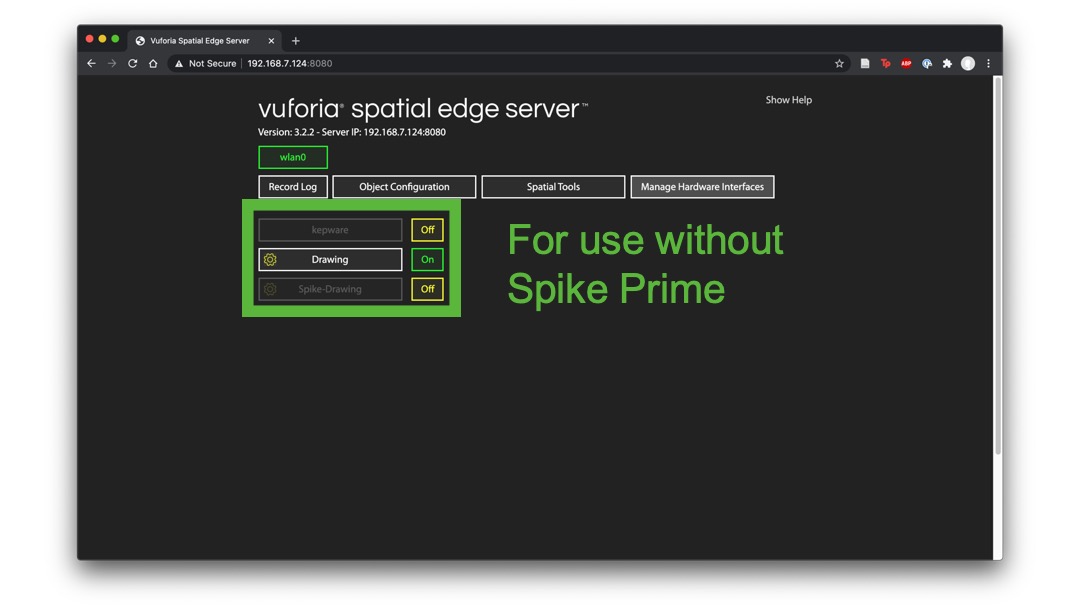 Vuforia Spatial Edge Server
Not Secure 192.168.7.124:8080
Tp
ABP
vuforia® spatial edge server™
Show Help
Version: 3.2.2 - Server IP: 192.168.7.124:8080
wlan0
Record Log Object Configuration Spatial Tools Manage Hardware Interfaces
kepware Off
Drawing On
Spike-Drawing Off
For use without
Spike Prime